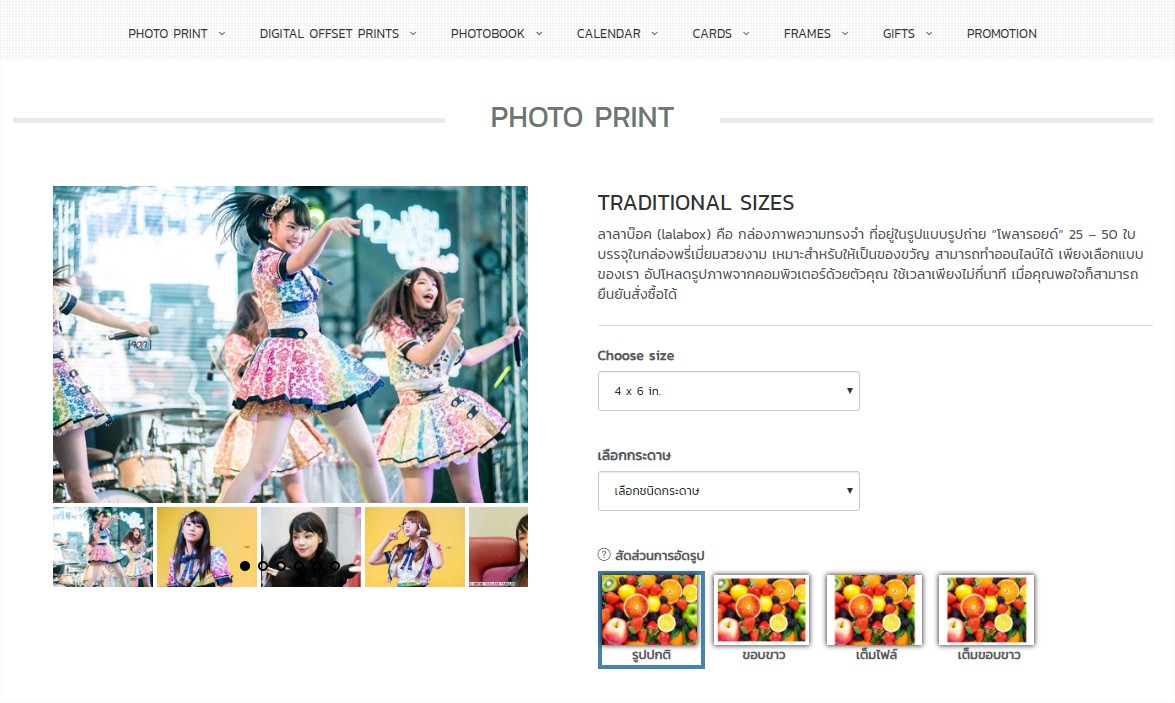 PHOTO PRINT
DIGITAL OFFSET PRINTS
PHOTOBOOK
CALENDAR
CARDS
FRAMES
GIFTS
PROMOTION
PHOTO PRINT
TRADITIONAL SIZES
ลาลาบ๊อค (lalabox) คือ กล่องภาพความทรงจำ ที่อยู่ในรูปแบบรูปถ่าย “โพลารอยด์” 25 – 50 ใบ
บรรจุในกล่องพรี่เมี่ยมสวยงาม เหมาะสำหรับให้เป็นของขวัญ สามารถทำออนไลน์ได้ เพียงเลือกแบบ
ของเรา อัปโหลดรูปภาพจากคอมพิวเตอร์ด้วยตัวคุณ ใช้เวลาเพียงไม่กี่นาที เมื่อคุณพอใจก็สามารถ
ยืนยันสั่งซื้อได้
Choose size
4 x 6 in.
เลือกกระดาษ
เลือกชนิดกระดาษ
? สัดส่วนการอัดรูป
รูปปกติ
ขอบขาว
เต็มไฟล์
เต็มขอบขาว